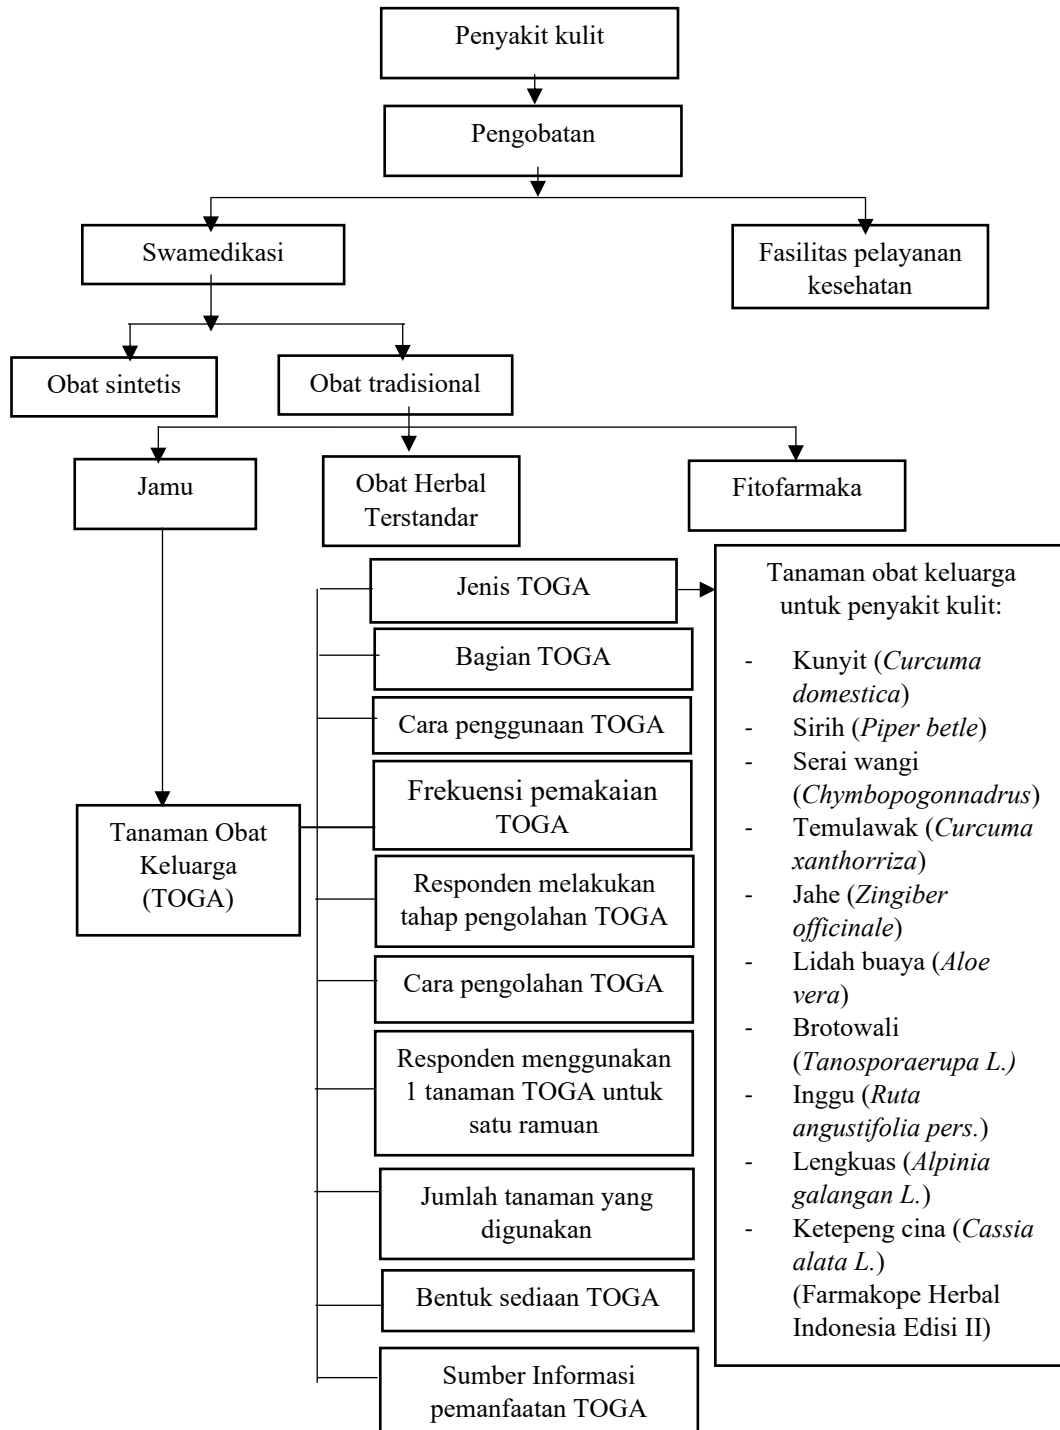 Penyakit kulit
Pengobatan
Swamedikasi
Fasilitas pelayanan
kesehatan
Obat sintetis
Obat tradisional
Jamu
Obat Herbal
Terstandar
Fitofarmaka
Tanaman Obat
Keluarga
(TOGA)
Jenis TOGA
Bagian TOGA
Cara penggunaan TOGA
Frekuensi pemakaian
TOGA
Responden melakukan
tahap pengolahan TOGA
Cara pengolahan TOGA
Responden menggunakan
1 tanaman TOGA untuk
satu ramuan
Jumlah tanaman yang
digunakan
Bentuk sediaan TOGA
Sumber Informasi
pemanfaatan TOGA
Tanaman obat keluarga
untuk penyakit kulit:
- Kunyit (Curcuma
domestica)
- Sirih (Piper betle)
- Serai wangi
(Chymbopogonnadrus)
- Temulawak (Curcuma
xanthorriza)
- Jahe (Zingiber
officinale)
- Lidah buaya (Aloe
vera)
- Brotowali
(Tanosporaerupa L.)
- Inggu (Ruta
angustifolia pers.)
- Lengkuas (Alpinia
galangan L.)
- Ketepeng cina (Cassia
alata L.)
(Farmakope Herbal
Indonesia Edisi II)